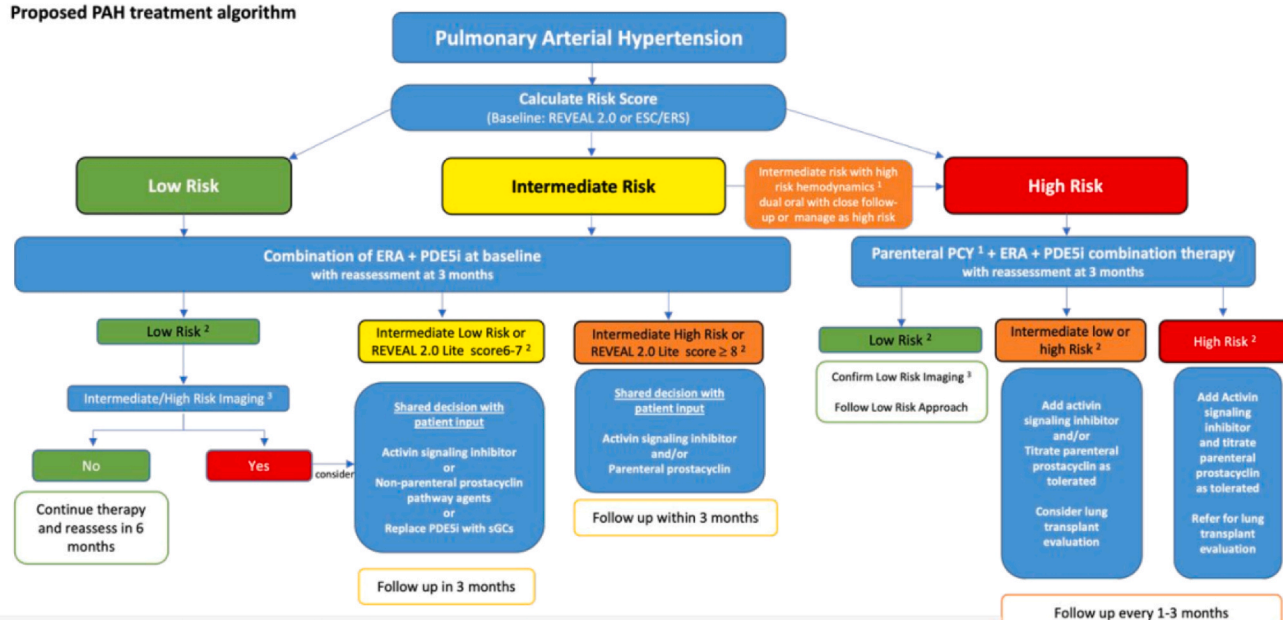 Proposed PAH treatment algorithm
Pulmonary Arterial Hypertension
Calculate Risk Score
(Baseline: REVEAL 2.0 or ESC/ERS)
Low Risk
Intermediate Risk
Intermediate risk with high
risk hemodynamics ¹
dual oral with close follow-
up or manage as high risk
High Risk
Combination of ERA + PDE5i at baseline
with reassessment at 3 months
Parenteral PCY ¹ + ERA + PDE5i combination therapy
with reassessment at 3 months
Low Risk ²
Intermediate/High Risk Imaging ³
No
Yes
consider
Continue therapy
and reassess in 6
months
Intermediate Low Risk or
REVEAL 2.0 Lite score6-7 ²
Shared decision with
patient input
Activin signaling inhibitor
or
Non-parenteral prostacyclin
pathway agents
or
Replace PDE5i with sGCs
Follow up in 3 months
Intermediate High Risk or
REVEAL 2.0 Lite score ≥ 8 ²
Shared decision with
patient input
Activin signaling inhibitor
and/or
Parenteral prostacyclin
Follow up within 3 months
Low Risk ²
Confirm Low Risk Imaging ³
Follow Low Risk Approach
Intermediate low or
high Risk ²
Add activin
signaling inhibitor
and/or
Titrate parenteral
prostacyclin as
tolerated
Consider lung
transplant
evaluation
High Risk ²
Add Activin
signaling
inhibitor
and titrate
parenteral
prostacyclin
as tolerated
Refer for lung
transplant
evaluation
Follow up every 1-3 months